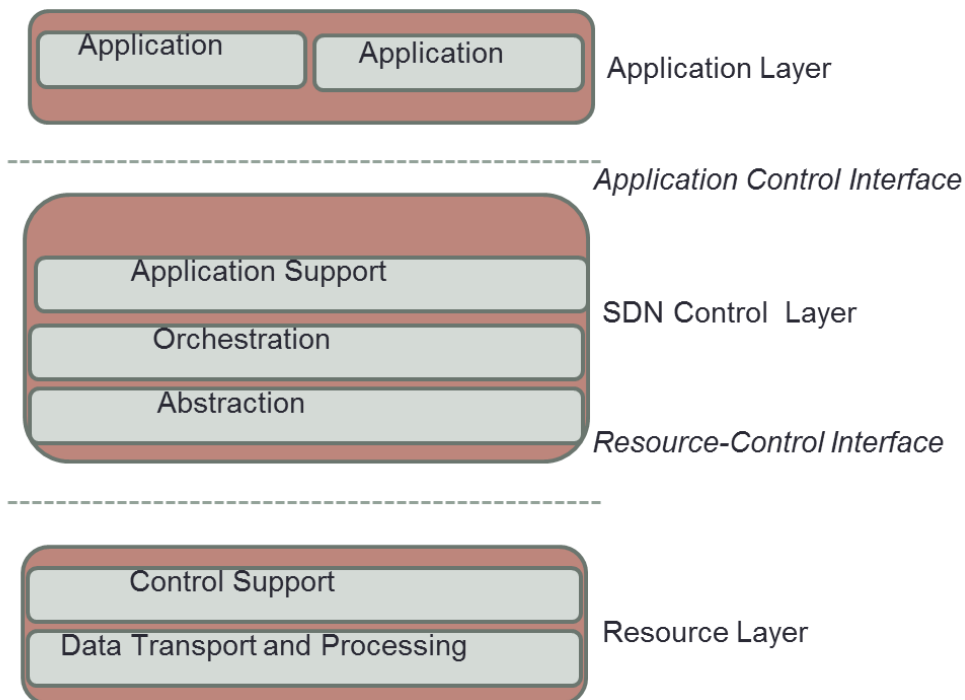 Application
Application
Application Layer
Application Control Interface
Application Support
SDN Control Layer
Orchestration
Abstraction
Resource-Control Interface
Control Support
Resource Layer
Data Transport and Processing